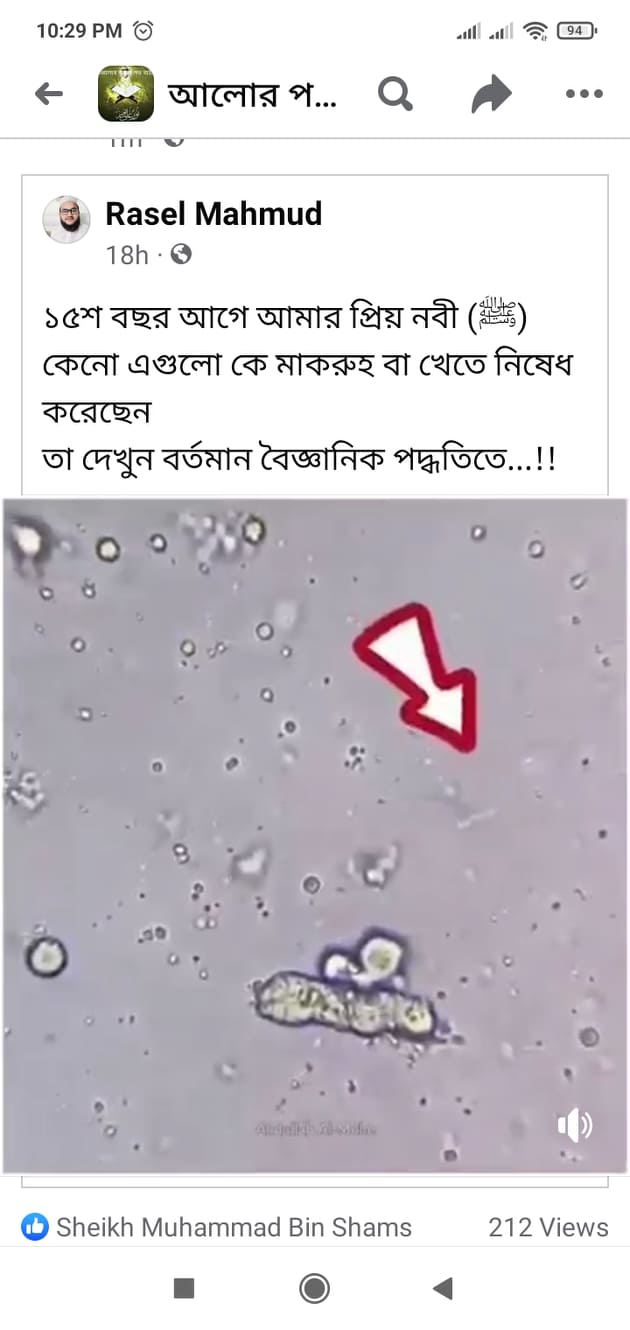 10:29 PM
94
আলোর প...
Rasel Mahmud
18h
১৫শ বছর আগে আমার প্রিয় নবী (ﷺ)
কেনো এগুলো কে মাকরুহ বা খেতে নিষেধ
করেছেন
তা দেখুন বর্তমান বৈজ্ঞানিক পদ্ধতিতে...!!
Sheikh Muhammad Bin Shams
212 Views